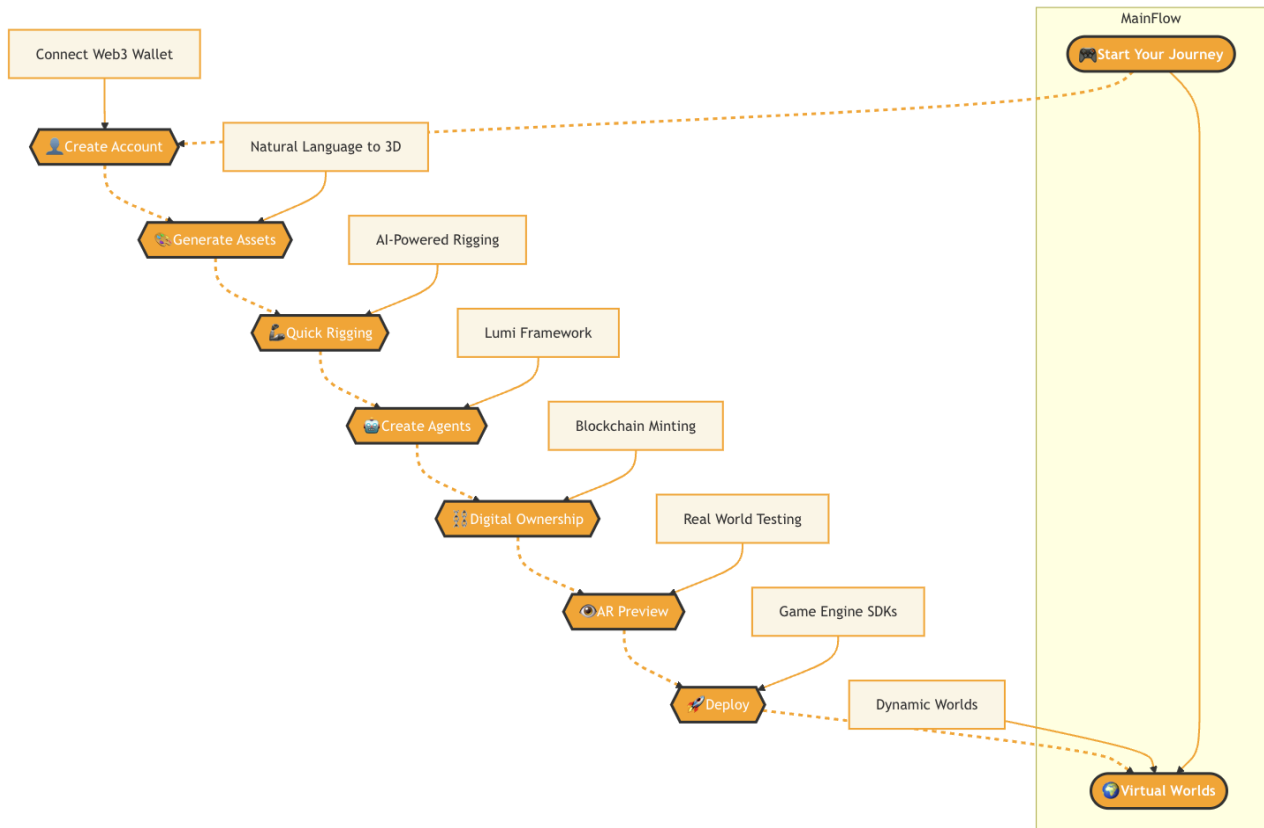 MainFlow
🎮Start Your Journey
Connect Web3 Wallet
👤Create Account
Natural Language to 3D
🎨Generate Assets
AI-Powered Rigging
🦾Quick Rigging
Lumi Framework
🤖Create Agents
Blockchain Minting
⛓️Digital Ownership
Real World Testing
👁️AR Preview
Game Engine SDKs
🚀Deploy
Dynamic Worlds
🌍Virtual Worlds